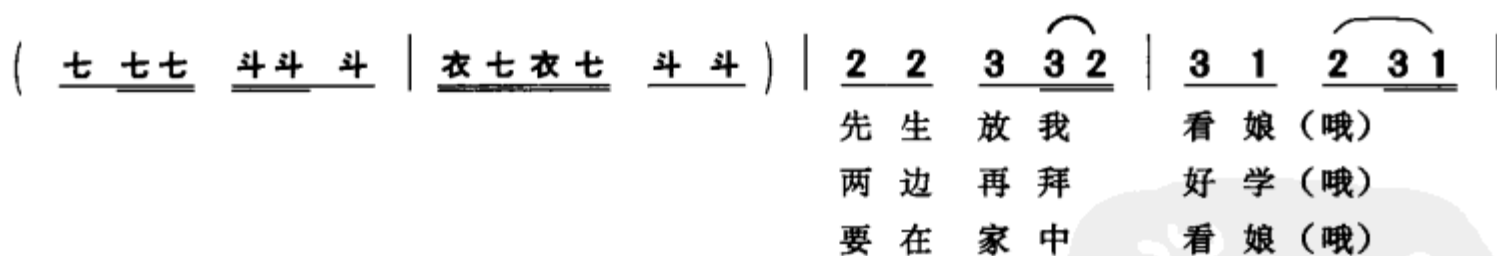 ( 七 七七 斗斗 斗 | 衣七衣七 斗 斗 ) | 2 2 3 3 2 | 3 1 2 3 1 |
先 生 放 我 看 娘（哦）
两 边 再 拜 好 学（哦）
要 在 家 中 看 娘（哦）